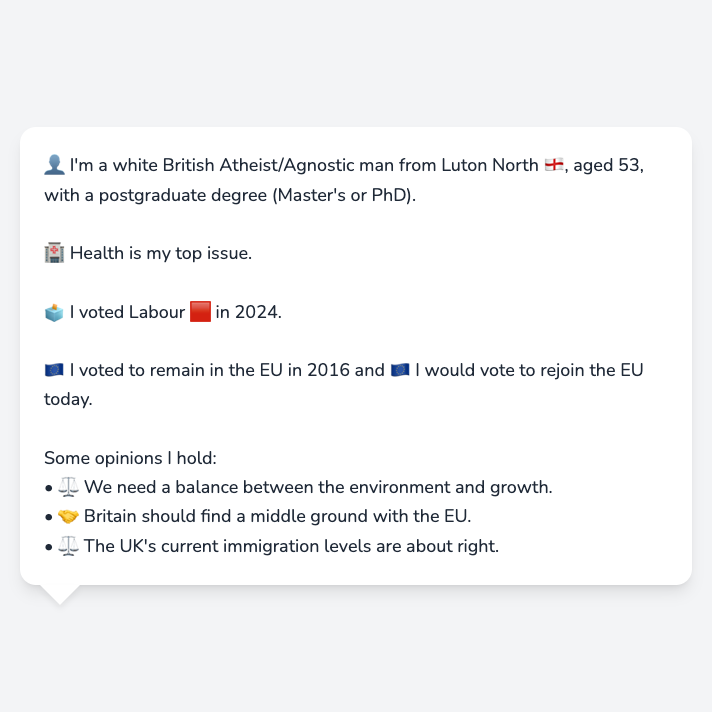 👤 I'm a white British Atheist/Agnostic man from Luton North 🏴󠁧󠁢󠁥󠁮󠁧󠁿, aged 53,
with a postgraduate degree (Master's or PhD).
🏥 Health is my top issue.
🗳️ I voted Labour 🟥 in 2024.
🇪🇺 I voted to remain in the EU in 2016 and 🇪🇺 I would vote to rejoin the EU
today.
Some opinions I hold:
• ⚖️ We need a balance between the environment and growth.
• 🤝 Britain should find a middle ground with the EU.
• ⚖️ The UK's current immigration levels are about right.